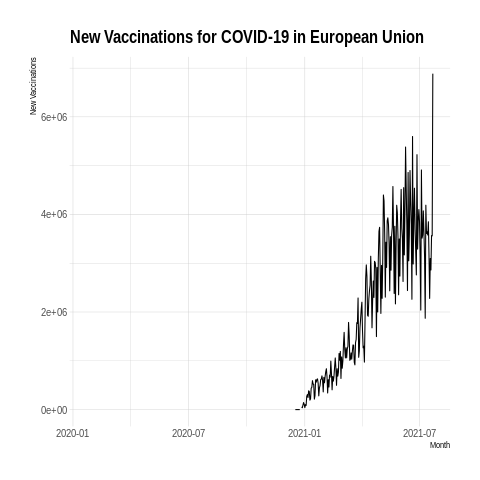 New Vaccinations for COVID-19 in European Union
New Vaccinations
6e+06
4e+06
2e+06
0e+00
2020-01 2020-07 2021-01 2021-07
Month